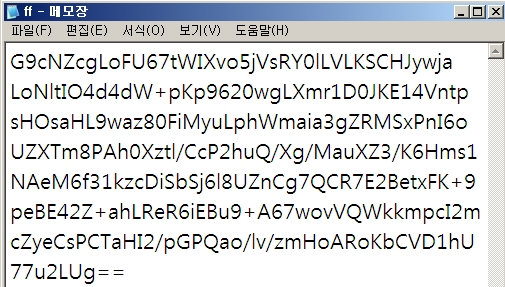 ff - 메모장
파일(F) 편집(E) 서식(O) 보기(V) 도움말(H)
G9cNZcgLoFU67tWIXvo5jVsRY0lLVLKSCHJywja
LoNltIO4d4dW+pKp9620wgLXmr1D0JKE14Vntp
sHOsaHL9waz80FiMyuLphWmaia3gZRMSxPnI6o
UZXTm8PAh0Xztl/CcP2huQ/Xg/MauXZ3/K6Hms1
NAeM6f31kzcDiSbSj6l8UZnCg7QCR7E2BetxFK+9
peBE42Z+ahLReR6iEBu9+A67wovVQWkkmpcI2m
cZyeCsPCTaHI2/pGPQao/lv/zmHoARoKbCVD1hU
77u2LUg==